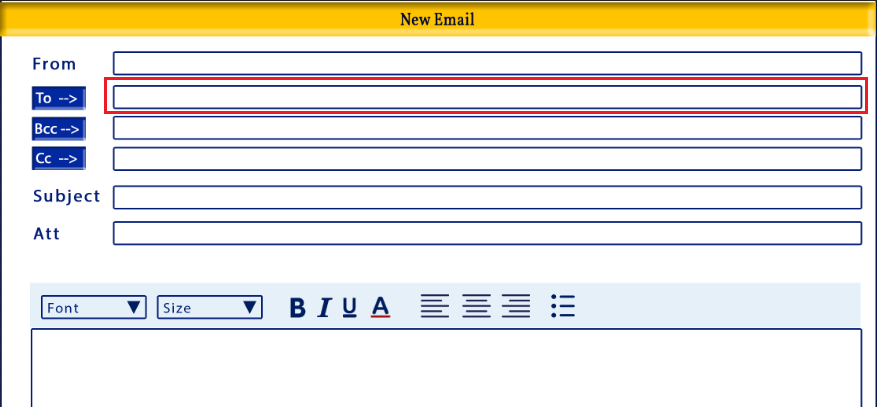 New Email
From
To -->
Bcc -->
Cc -->
Subject
Att
Font Size B I U A